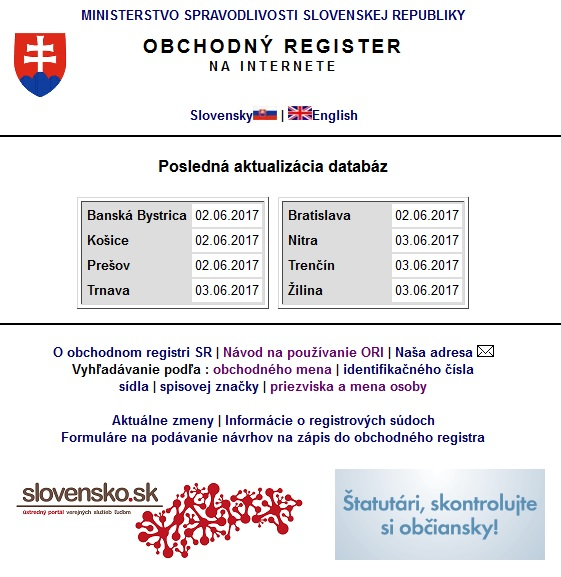 MINISTERSTVO SPRAVODLIVOSTI SLOVENSKEJ REPUBLIKY
OBCHODNÝ REGISTER
NA INTERNETE
Slovensky | English
Posledná aktualizácia databáz
Banská Bystrica 02.06.2017 Bratislava 02.06.2017
Košice 02.06.2017 Nitra 03.06.2017
Prešov 02.06.2017 Trenčín 03.06.2017
Trnava 03.06.2017 Žilina 03.06.2017
O obchodnom registri SR | Návod na používanie ORI | Naša adresa
Vyhľadávanie podľa : obchodného mena | identifikačného čísla
sídla | spisovej značky | priezviska a mena osoby
Aktuálne zmeny | Informácie o registrových súdoch
Formuláre na podávanie návrhov na zápis do obchodného registra
slovensko.sk
ústredný portál verejných služieb ľuďom
Štatutári, skontrolujte
si občiansky!